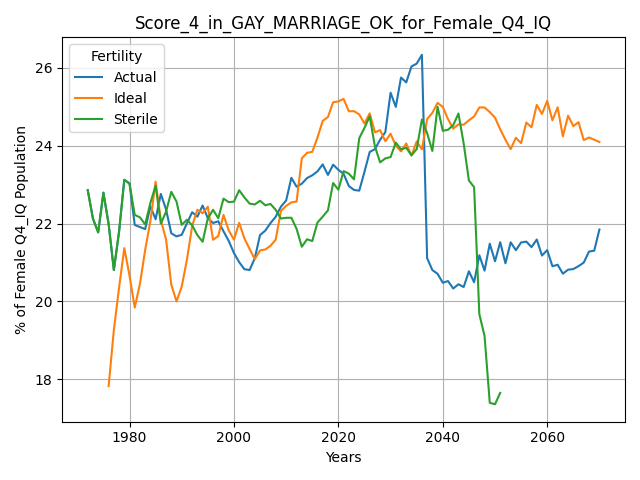 Score_4_in_GAY_MARRIAGE_OK_for_Female_Q4_IQ
Fertility
Actual
Ideal
Sterile
% of Female Q4_IQ Population
26
24
22
20
18
1980
2000
2020
2040
2060
Years